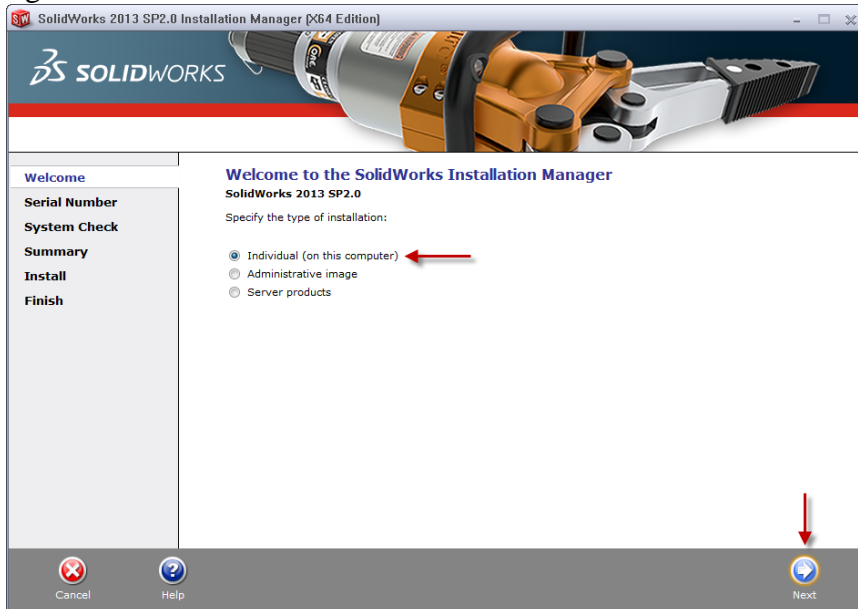 SolidWorks 2013 SP2.0 Installation Manager (X64 Edition)
SOLIDWORKS
Welcome
Serial Number
System Check
Summary
Install
Finish
Welcome to the SolidWorks Installation Manager
SolidWorks 2013 SP2.0
Specify the type of installation:
Individual (on this computer)
Administrative image
Server products
Cancel
Help
Next